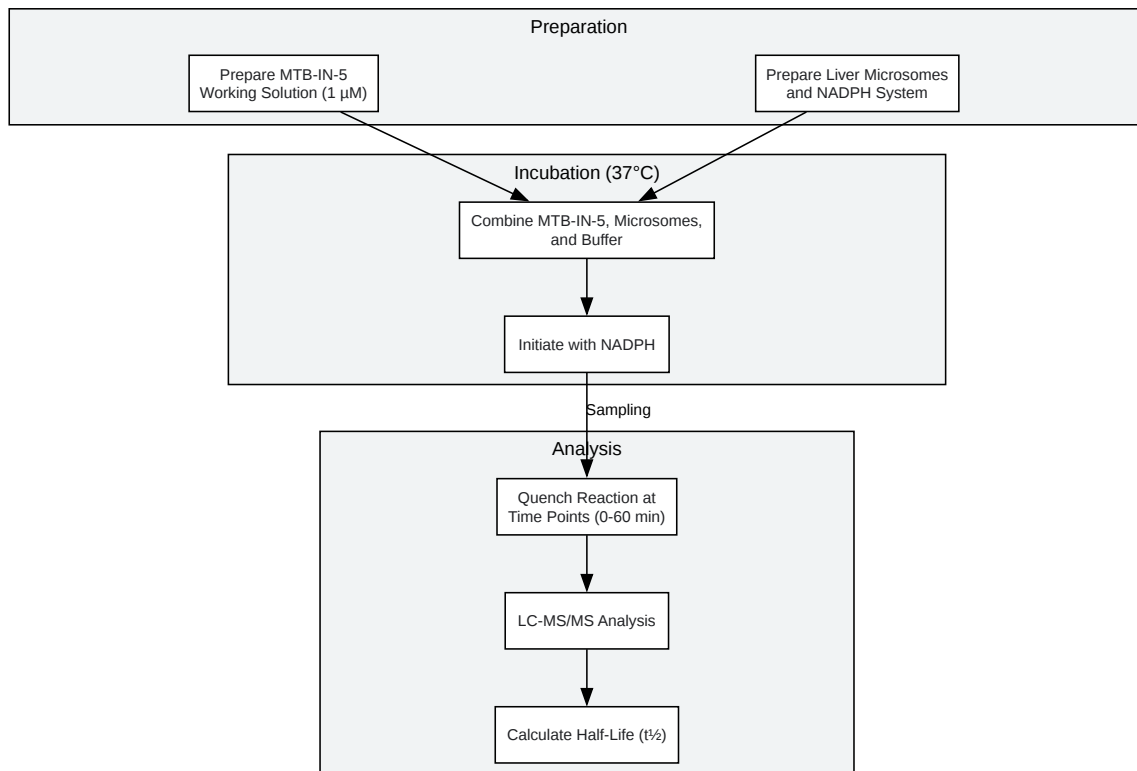 Preparation
Prepare MTB-IN-5
Working Solution (1 µM)
Prepare Liver Microsomes
and NADPH System
Incubation (37°C)
Combine MTB-IN-5, Microsomes,
and Buffer
Initiate with NADPH
Sampling
Analysis
Quench Reaction at
Time Points (0-60 min)
LC-MS/MS Analysis
Calculate Half-Life (t½)